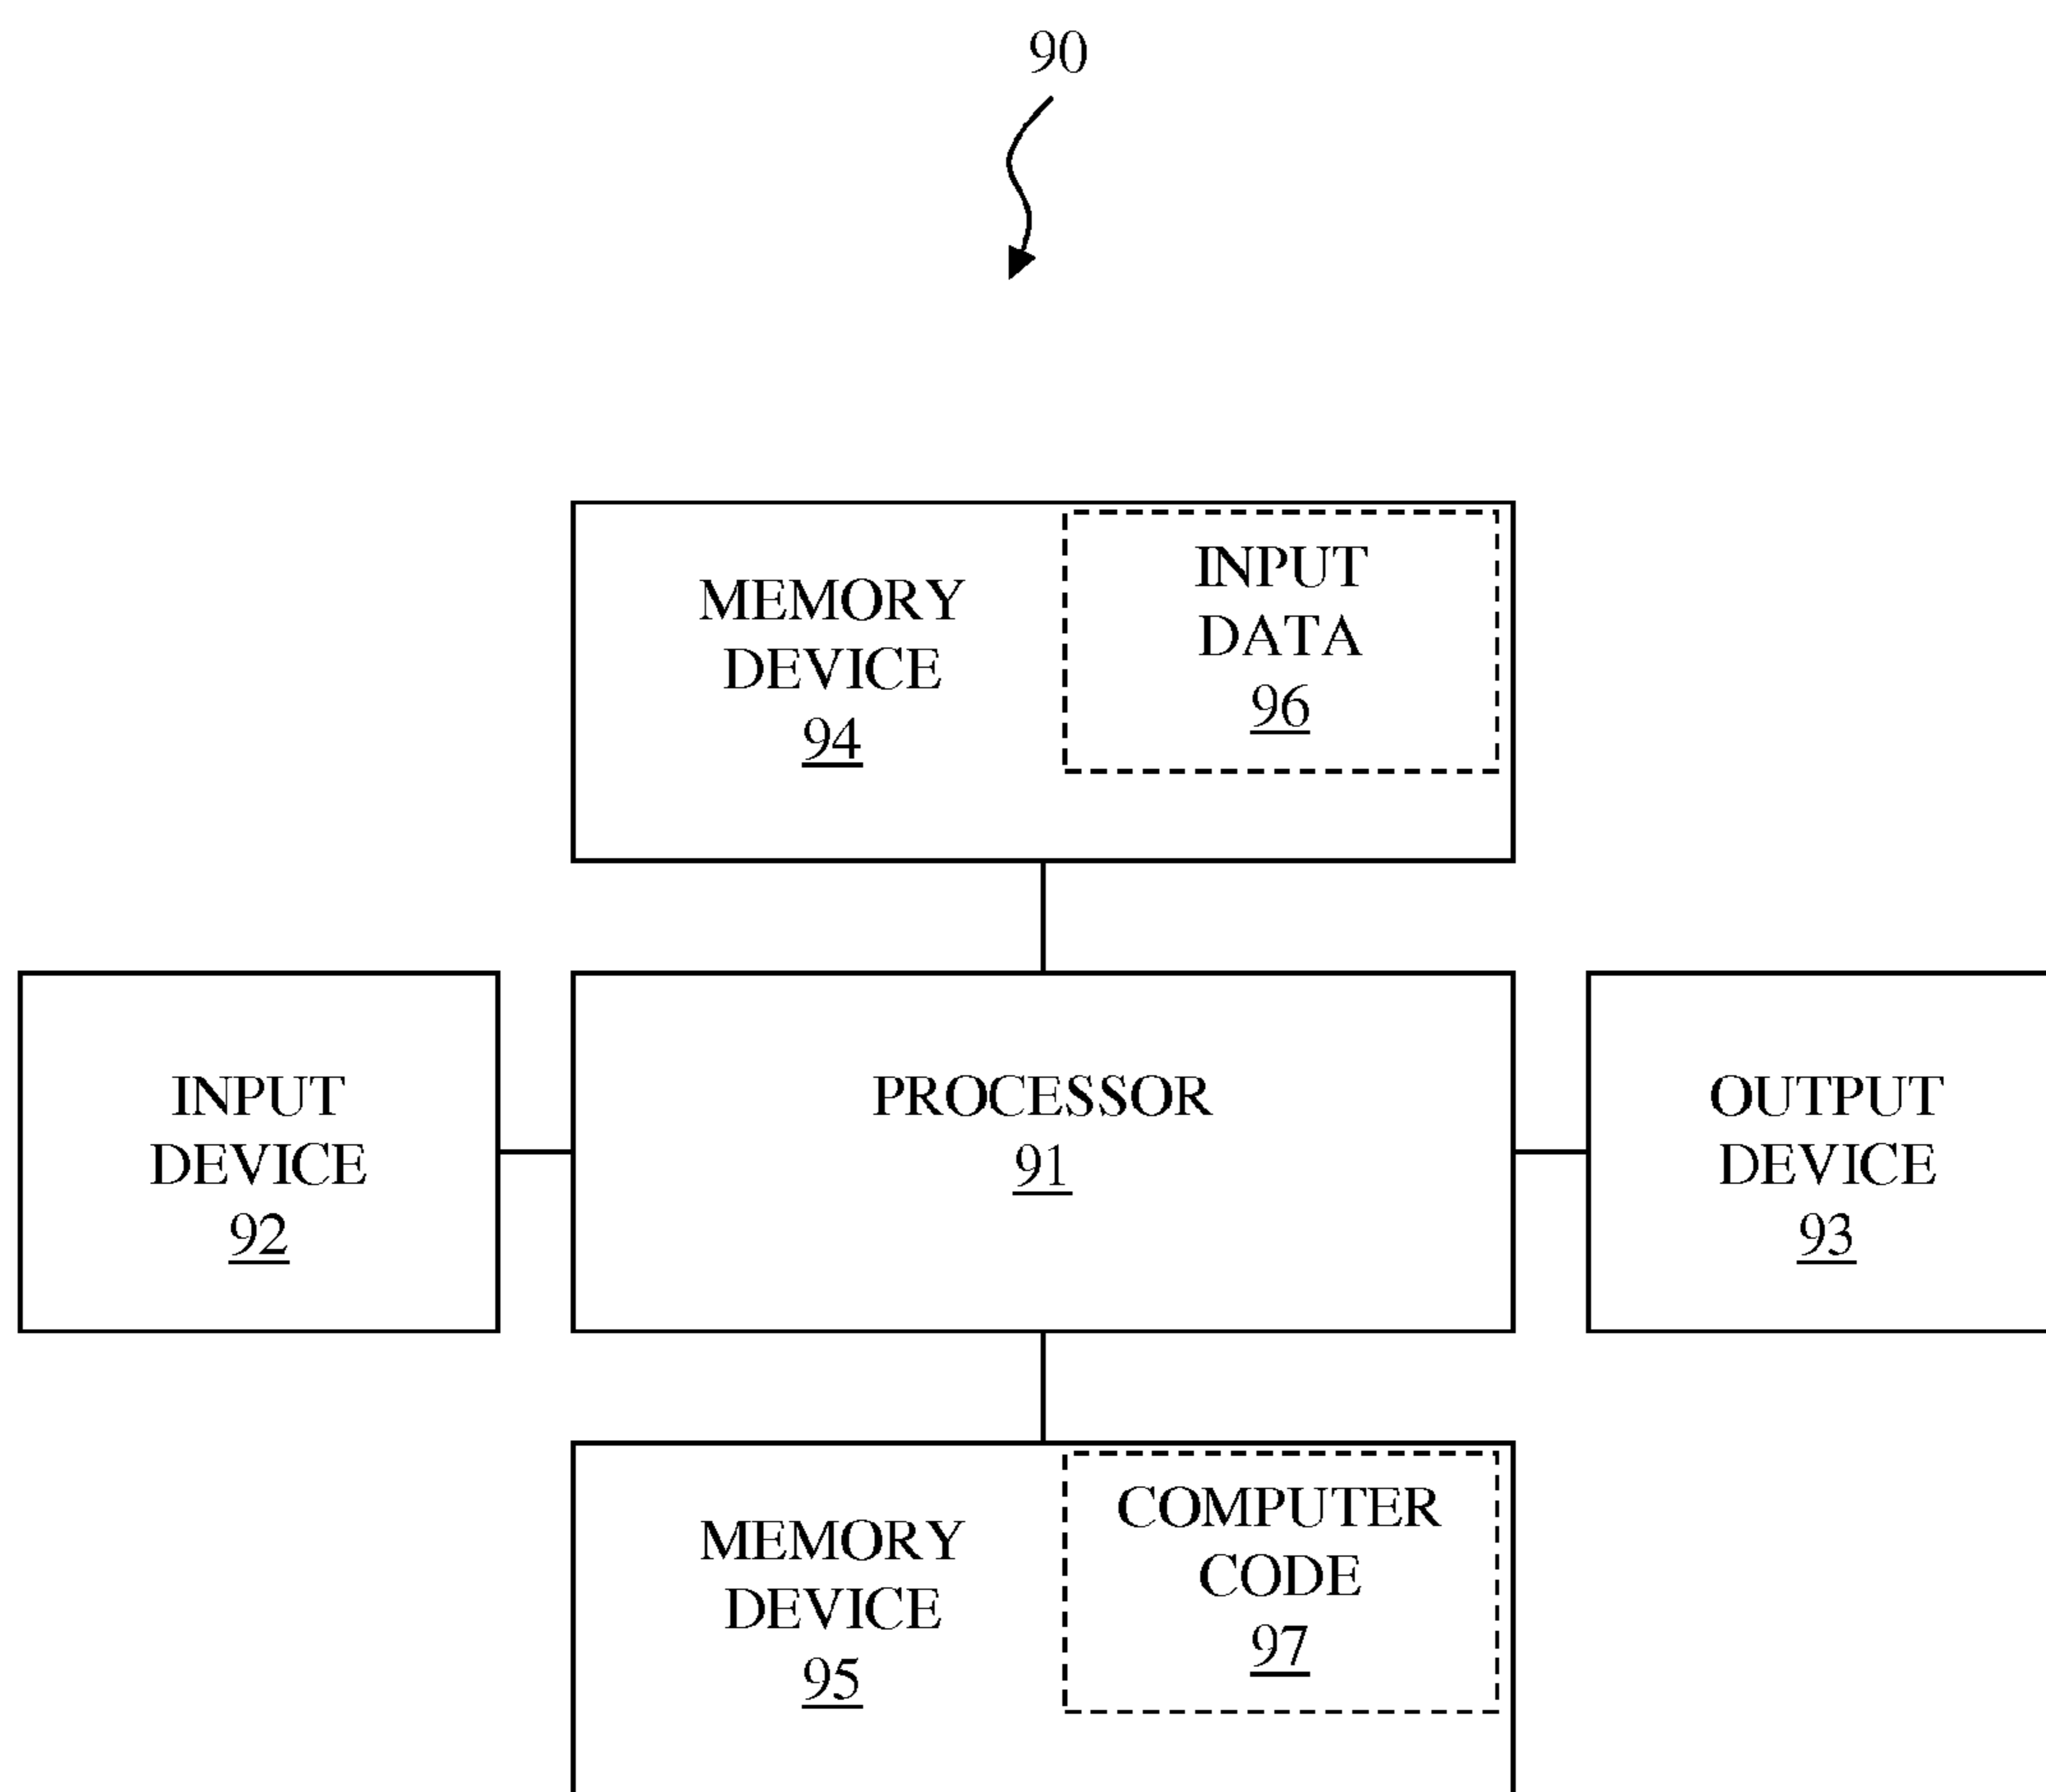 90
MEMORY
DEVICE
94
INPUT
DATA
96
INPUT
DEVICE
92
PROCESSOR
91
OUTPUT
DEVICE
93
MEMORY
DEVICE
95
COMPUTER
CODE
97